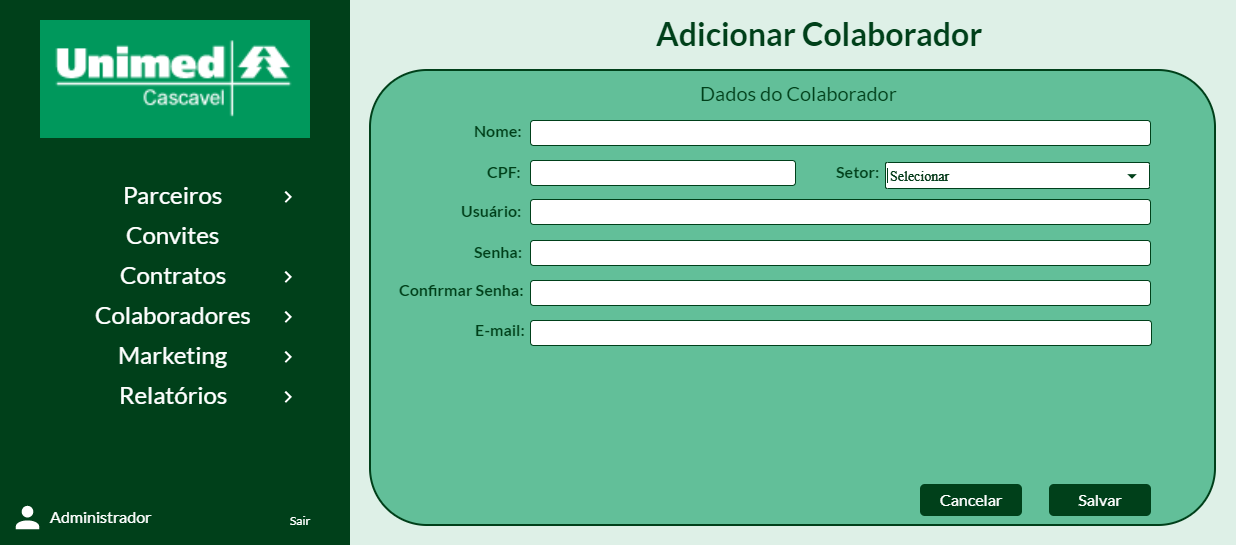 Unimed
Cascavel
Parceiros
Convites
Contratos
Colaboradores
Marketing
Relatórios
Administrador
Sair
Adicionar Colaborador
Dados do Colaborador
Nome:
CPF:
Setor: Selecionar
Usuário:
Senha:
Confirmar Senha:
E-mail:
Cancelar
Salvar